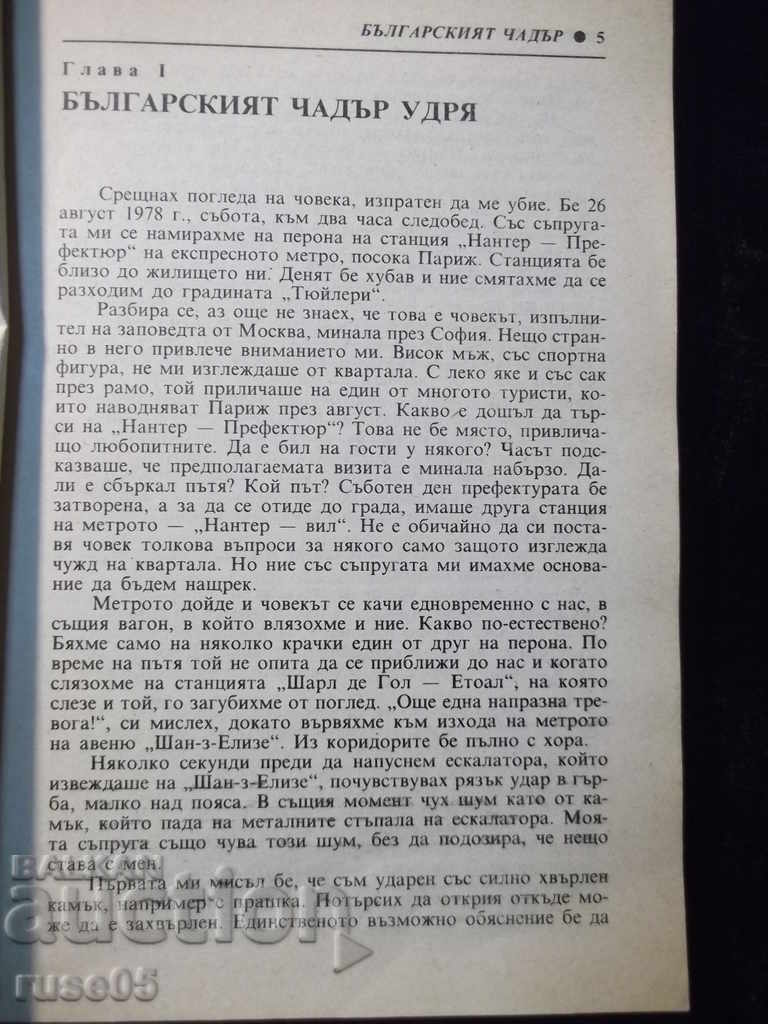 БЪЛГАРСКИЯТ ЧАДЪР ● 5
Глава I
БЪЛГАРСКИЯТ ЧАДЪР УДРЯ
Срещнах погледа на човека, изпратен да ме убие. Бе 26
август 1978 г., събота, към два часа следобед. Със съпруга-
та ми се намирахме на перона на станция „Нантер — Пре-
фектюр“ на експресното метро, посока Париж. Станцията бе
близо до жилището ни. Денят бе хубав и ние смятахме да се
разходим до градината „Тюйлери“.
Разбира се, аз още не знаех, че това е човекът, изпълни-
тел на заповедта от Москва, минала през София. Нещо стран-
но в него привлече вниманието ми. Висок мъж, със спортна
фигура, не ми изглеждаше от квартала. С леко яке и със сак
през рамо, той приличаше на един от многото туристи, ко-
ито наводняват Париж през август. Какво е дошъл да тър-
си на „Нантер — Префектюр“? Това не бе място, привлича-
що любопитните. Да е бил на гости у някого? Часът подс-
казваше, че предполагаемата визита е минала набързо. Да-
ли е сбъркал пътя? Кой път? Съботен ден префектурата бе
затворена, а за да се отиде до града, имаше друга станция
на метрото — „Нантер — вил“. Не е обичайно да си поста-
вя човек толкова въпроси за някого само защото изглежда
чужд на квартала. Но ние със съпругата ми имахме основа-
ние да бъдем нащрек.
Метрото дойде и човекът се качи едновременно с нас, в
същия вагон, в който влязохме и ние. Какво по-естествено?
Бяхме само на няколко крачки един от друг на перона. По
време на пътя той не опита да се приближи до нас и когато
слязохме на станцията „Шарл де Гол — Етоал“, на която
слезе и той, го загубихме от поглед. „Още една напразна тре-
вога!“, си мислех, докато вървяхме към изхода на метрото
на авеню „Шан-з-Елизе“. Из коридорите бе пълно с хора.
Няколко секунди преди да напуснем ескалатора, който
извеждаше на „Шан-з-Елизе“, почувствувах рязък удар в гър-
ба, малко над пояса. В същия момент чух шум като от ка-
мък, който пада на металните стъпала на ескалатора. Моя-
та съпруга също чува този шум, без да подозира, че нещо
става с мен.
Първата ми мисъл бе, че съм ударен със силно хвърлен
камък, например с прашка. Потърсих да открия откъде мо-
же да е захвърлен. Единственото възможно обяснение бе да
БАЛКАН
auction
ruse05